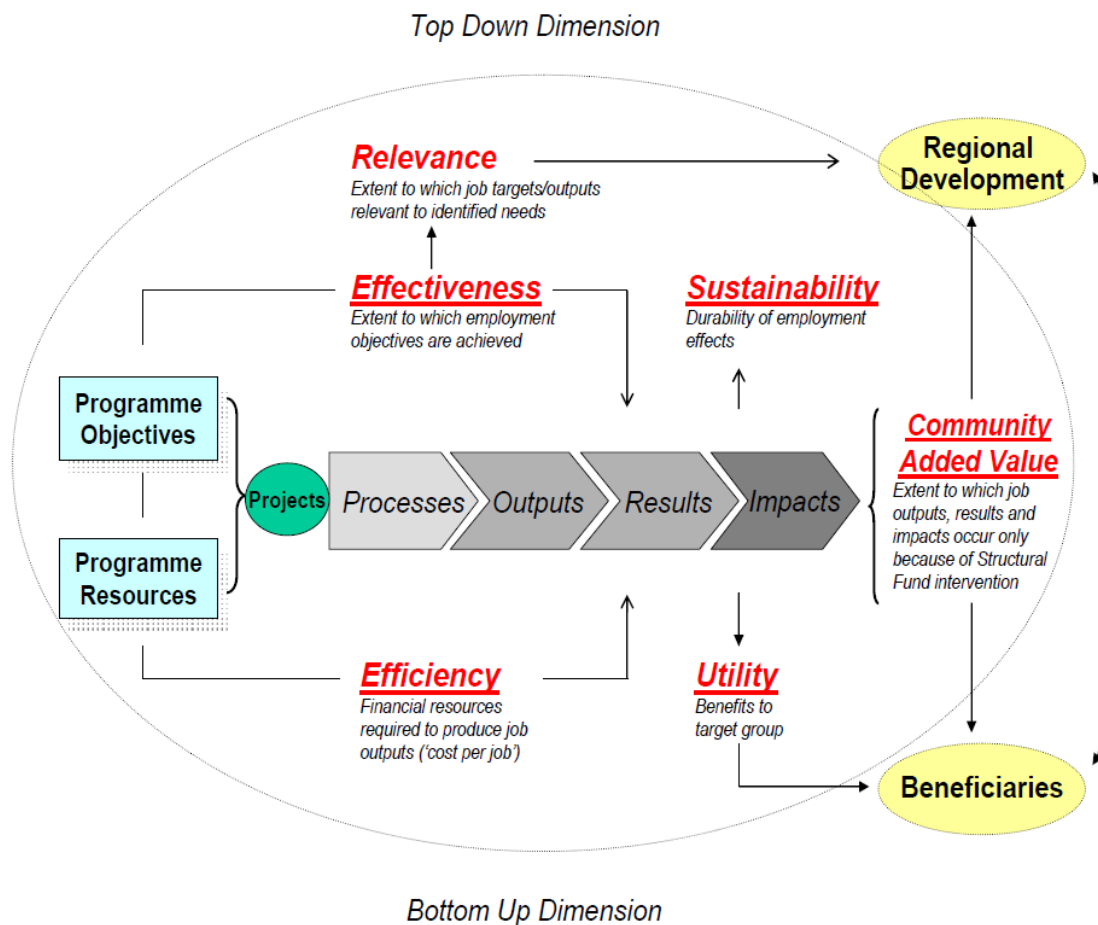 Top Down Dimension
Relevance
Extent to which job targets/outputs
relevant to identified needs
Regional
Development
Effectiveness
Extent to which employment
objectives are achieved
Sustainability
Durability of employment
effects
Programme
Objectives
Programme
Resources
Projects
Processes
Outputs
Results
Impacts
Community
Added Value
Extent to which job
outputs, results and
impacts occur only
because of Structural
Fund intervention
Efficiency
Financial resources
required to produce job
outputs (‘cost per job’)
Utility
Benefits to
target group
Beneficiaries
Bottom Up Dimension